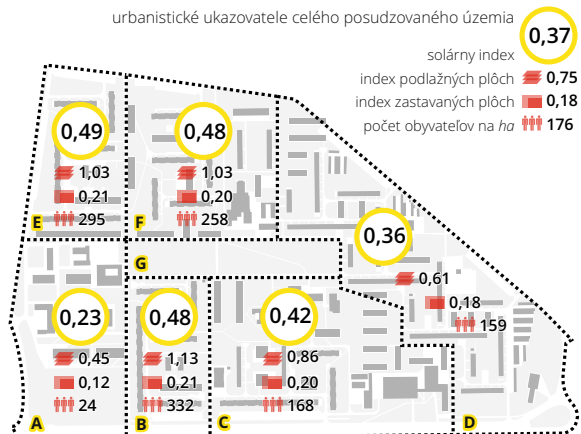 urbanistické ukazovatele celého posudzovaného územia
solárny index 0,37
index podlažných plôch 0,75
index zastavaných plôch 0,18
počet obyvateľov na ha 176
0,49
1,03
0,21
295
E
0,48
1,03
0,20
258
F
0,36
0,61
0,18
159
G
0,23
0,45
0,12
24
A
0,48
1,13
0,21
332
B
0,42
0,86
0,20
168
C
D